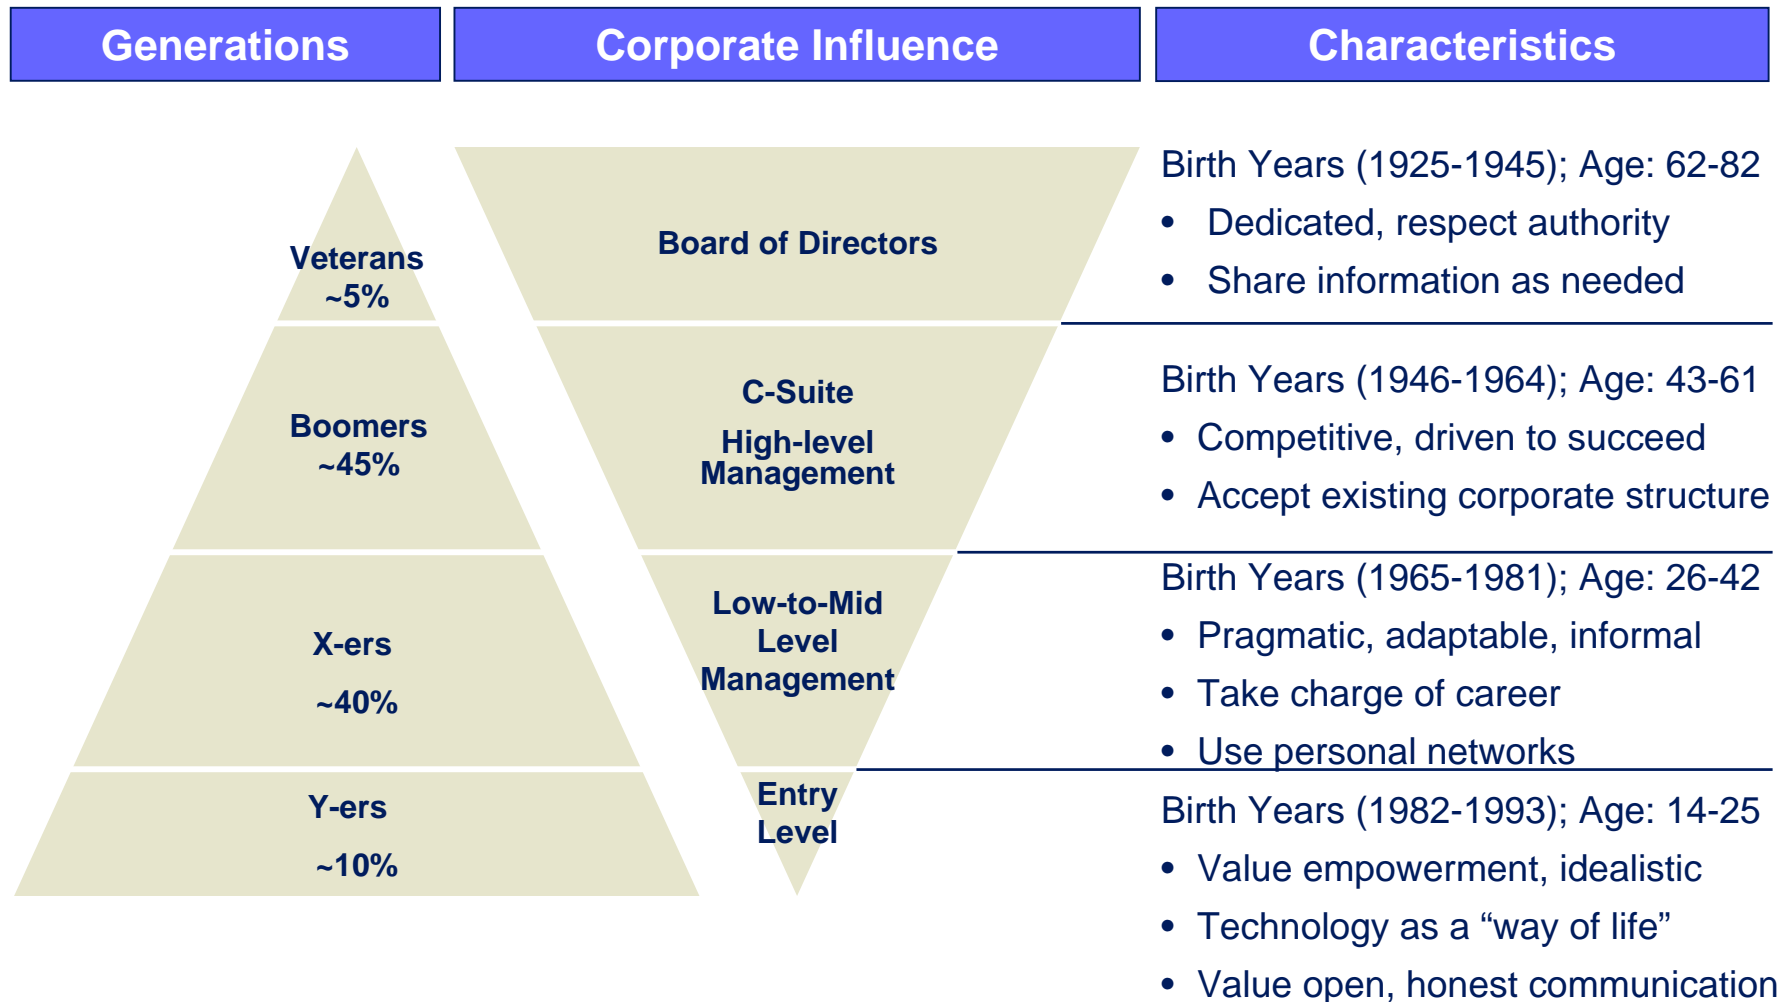 Generations
Corporate Influence
Characteristics
Veterans
~5%
Board of Directors
Birth Years (1925-1945); Age: 62-82
• Dedicated, respect authority
• Share information as needed
Boomers
~45%
C-Suite
High-level
Management
Birth Years (1946-1964); Age: 43-61
• Competitive, driven to succeed
• Accept existing corporate structure
X-ers
~40%
Low-to-Mid
Level
Management
Birth Years (1965-1981); Age: 26-42
• Pragmatic, adaptable, informal
• Take charge of career
• Use personal networks
Y-ers
~10%
Entry
Level
Birth Years (1982-1993); Age: 14-25
• Value empowerment, idealistic
• Technology as a “way of life”
• Value open, honest communication